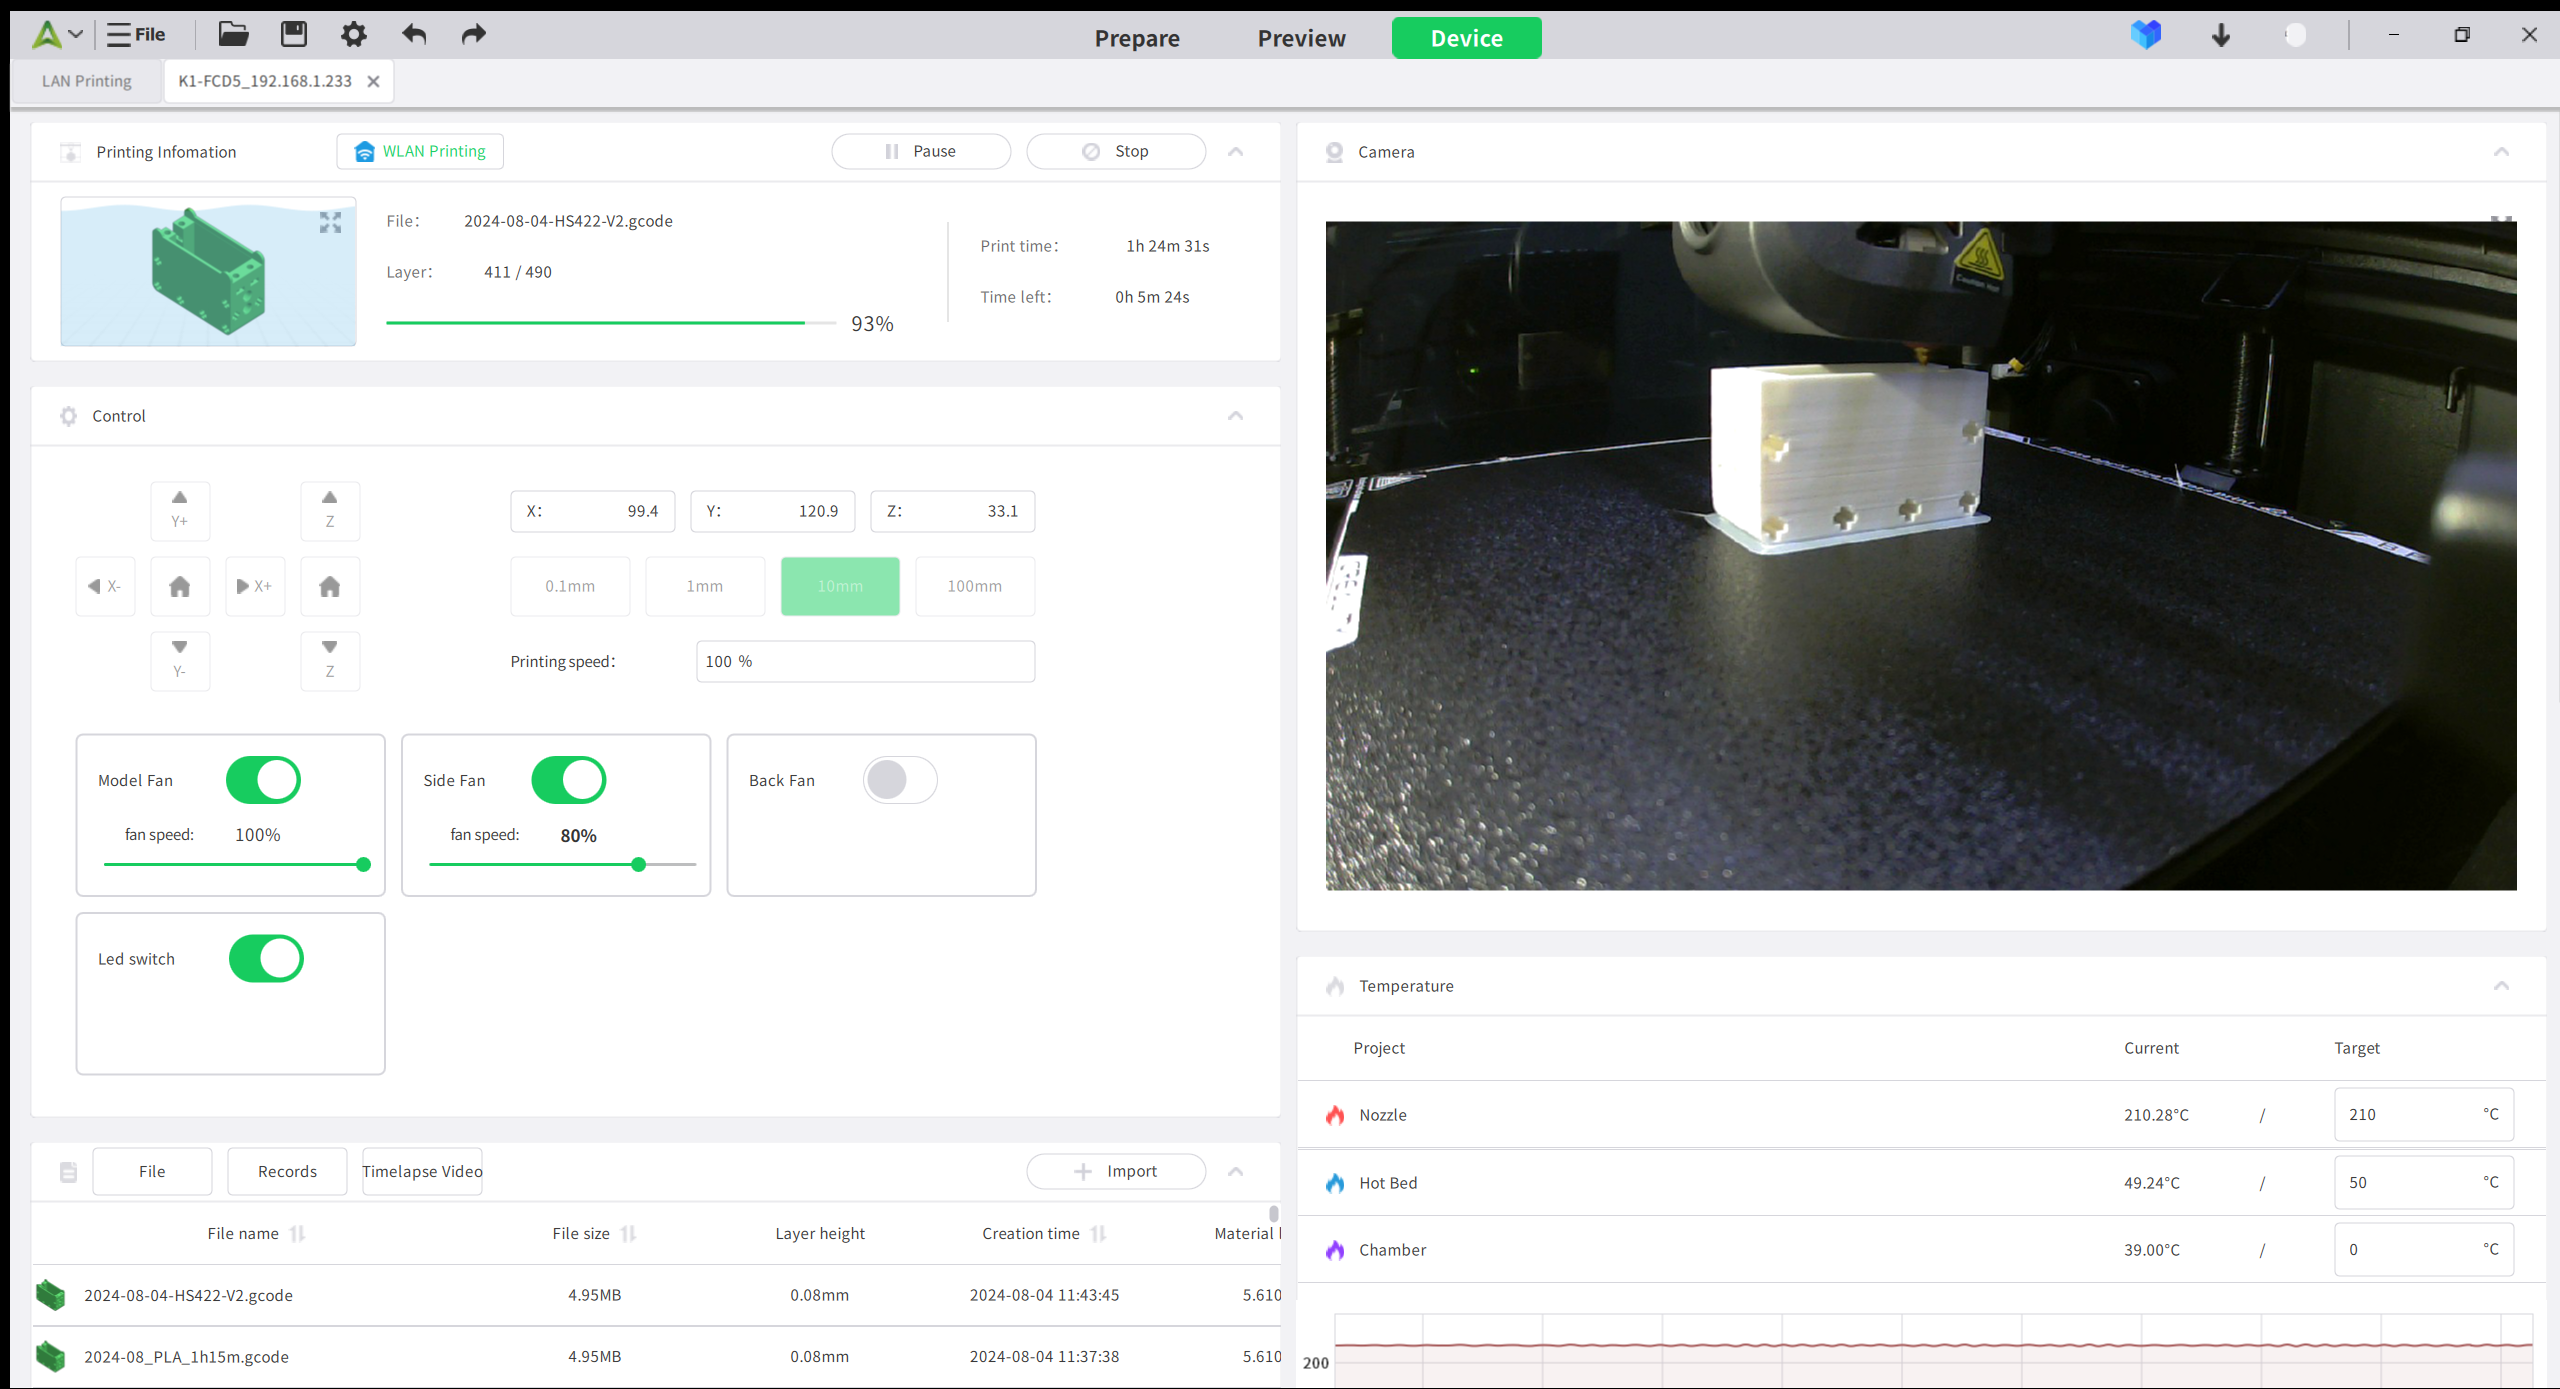 File
Prepare
Preview
Device
LAN Printing
K1-FCD5_192.168.1.233
Printing Infomation
WLAN Printing
Pause
Stop
File:
2024-08-04-HS422-V2.gcode
Layer:
411 / 490
93%
Print time:
1h 24m 31s
Time left:
0h 5m 24s
Control
Y+
Z
X-
X+
Y-
Z
X:
99.4
Y:
120.9
Z:
33.1
0.1mm
1mm
10mm
100mm
Printing speed:
100 %
Model Fan
fan speed:
100%
Side Fan
fan speed:
80%
Back Fan
Led switch
File
Records
Timelapse Video
Import
File name
File size
Layer height
Creation time
Material
2024-08-04-HS422-V2.gcode
4.95MB
0.08mm
2024-08-04 11:43:45
5.610
2024-08_PLA_1h15m.gcode
4.95MB
0.08mm
2024-08-04 11:37:38
5.610
Camera
Temperature
Project
Current
Target
Nozzle
210.28°C
/
210
°C
Hot Bed
49.24°C
/
50
°C
Chamber
39.00°C
/
0
°C
200